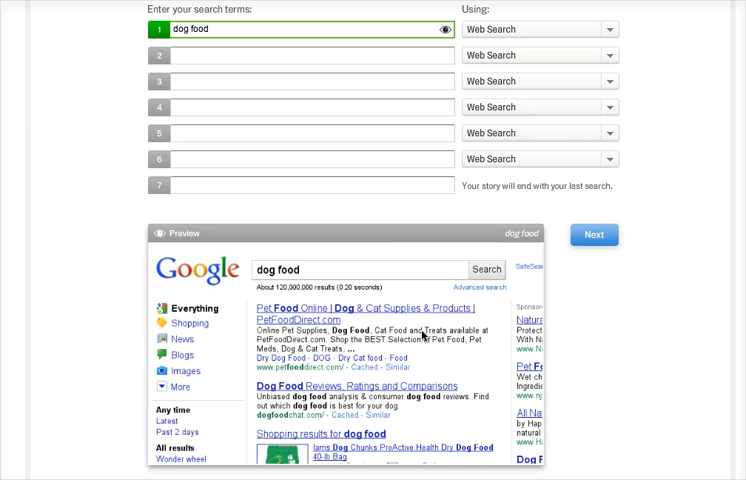 Enter your search terms:
Using:
1 dog food
Web Search
2
Web Search
3
Web Search
4
Web Search
5
Web Search
6
Web Search
7
Your story will end with your last search.
Preview
dog food
Next
Google
dog food
Search
SafeSear
About 120,000,000 results (0.20 seconds)
Advanced search
Everything
Shopping
News
Blogs
Images
More
Any time
Latest
Past 2 days
All results
Wonder wheel
Pet Food Online | Dog & Cat Supplies & Products |
PetFoodDirect.com
Online Pet Supplies, Dog Food, Cat Food and Treats available at
PetFoodDirect.com. Shop the BEST Selection of Pet Food, Pet
Meds, Dog & Cat Treats, ...
Dry Dog Food - DOG - Dry Cat food - Food
www.petfooddirect.com/ - Cached - Similar
Dog Food Reviews, Ratings and Comparisons
Unbiased dog food analysis & consumer dog food reviews. Find
out which dog food is best for your dog.
dogfoodchat.com/ - Cached - Similar
Shopping results for dog food
Iams Dog Chunks ProActive Health Dry Dog Food
40-lb Bag
Sponsore
Natura
Protect
With Na
www.Na
Pet Fo
Wet ch
Ingredie
www.nj
All Na
by Hap
natural
www.H
Dog F